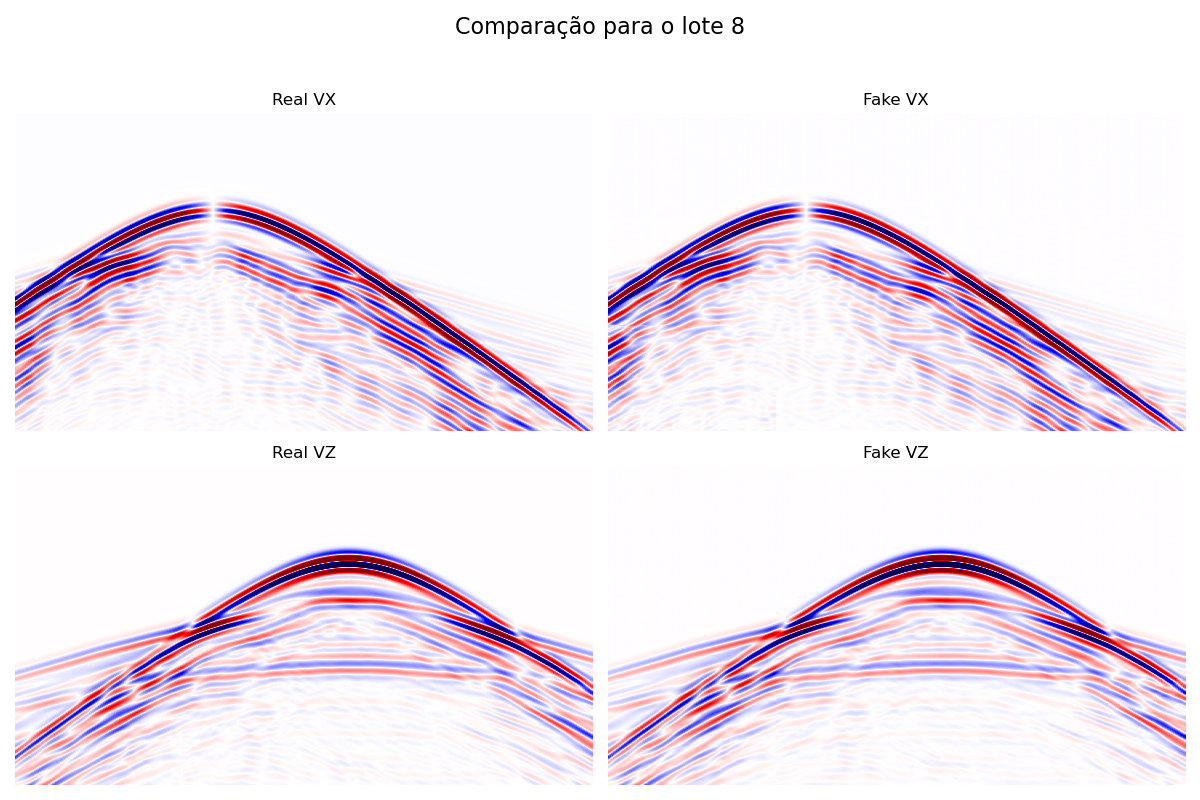 Comparação para o lote 8
Real VX
Fake VX
Real VZ
Fake VZ